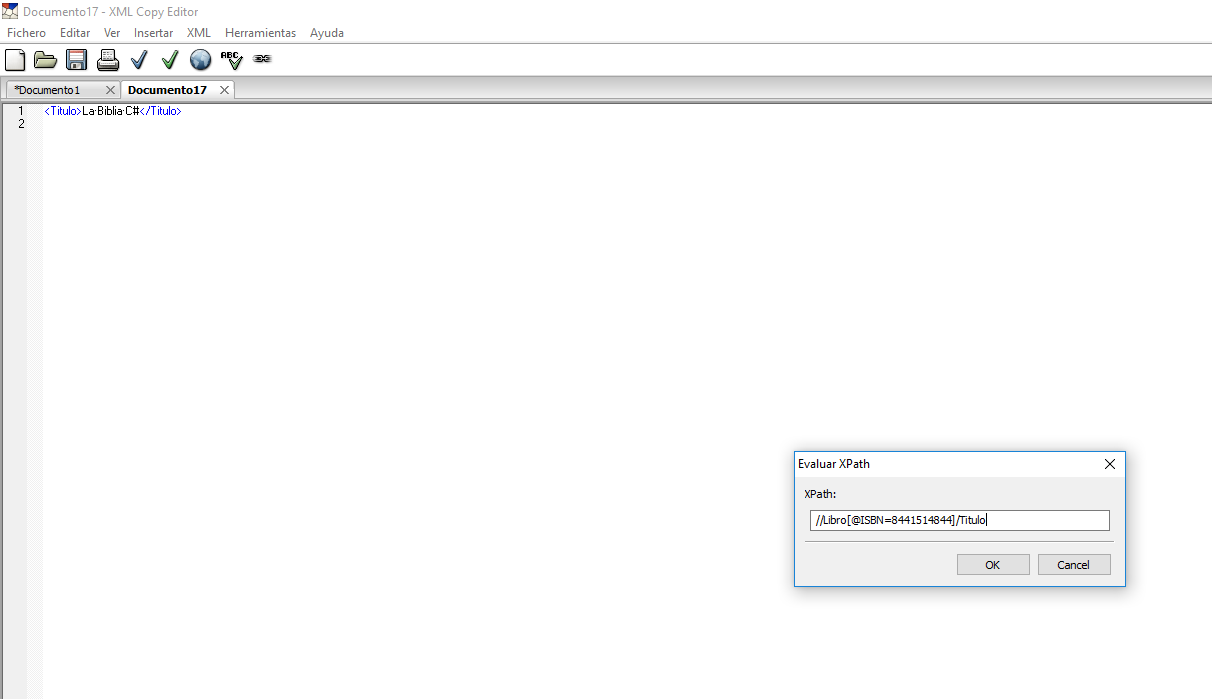 Documento17 - XML Copy Editor
Fichero Editar Ver Insertar XML Herramientas Ayuda
ABC
*Documento1 Documento17
1 <Titulo>La·Biblia·C#</Titulo>
2
Evaluar XPath
XPath:
//Libro[@ISBN=8441514844]/Titulo
OK Cancel